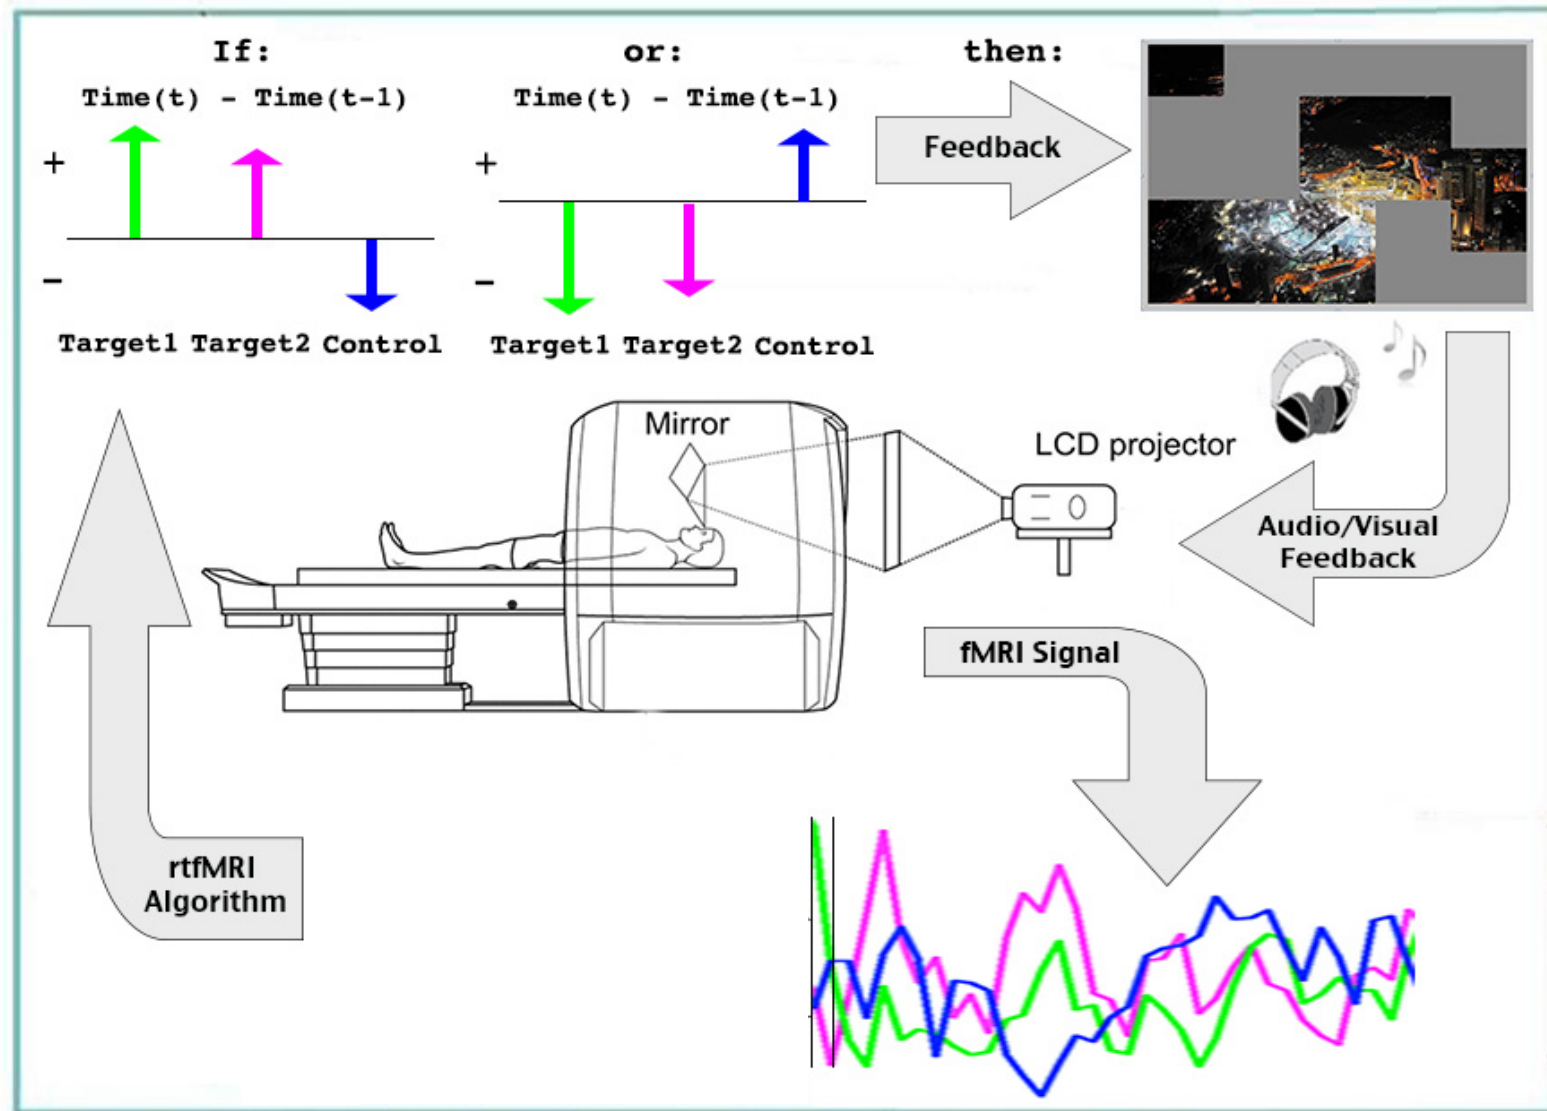 If:
or:
then:
Time(t) - Time(t-1)
Time(t) - Time(t-1)
+
+
Feedback
-
-
Target1 Target2 Control
Target1 Target2 Control
Mirror
LCD projector
Audio/Visual
Feedback
fMRI Signal
rtfMRI
Algorithm